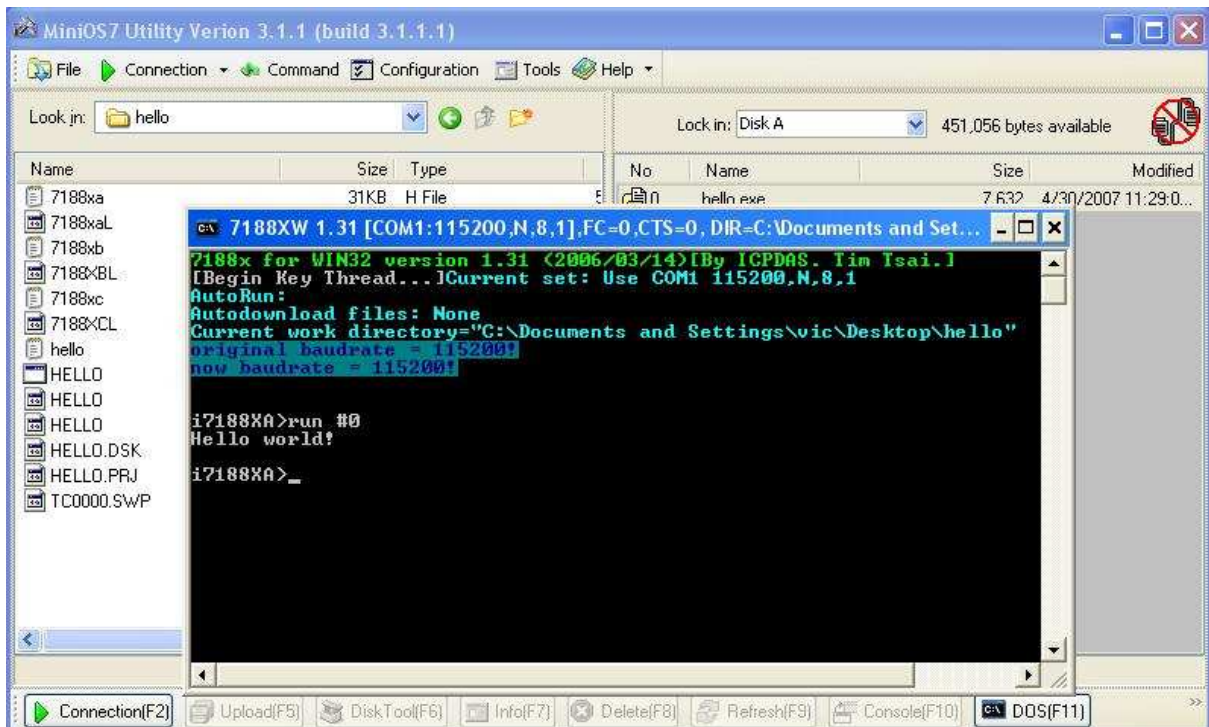 MiniOS7 Utility Verion 3.1.1 (build 3.1.1.1)
File Connection Command Configuration Tools Help
Look in: hello
Lock in: Disk A 451,056 bytes available
Name Size Type
No Name Size Modified
7188xa 31KB H File 5
0 hello.exe 7,632 4/30/2007 11:29:0...
7188xaL
7188xb
7188XBL
7188xc
7188XCL
hello
HELLO
HELLO
HELLO
HELLO.DSK
HELLO.PRJ
TC0000.SWP
7188XW 1.31 [COM1:115200,N,8,1],FC=0,CTS=0, DIR=C:\Documents and Set...
7188x for WIN32 version 1.31 <2006/03/14>[By ICPDAS. Tim Tsai.]
[Begin Key Thread...]Current set: Use COM1 115200,N,8,1
AutoRun:
Autodownload files: None
Current work directory="C:\Documents and Settings\vic\Desktop\hello"
original baudrate = 115200!
now baudrate = 115200!
i7188XA>run #0
Hello world!
i7188XA>_
Connection(F2) Upload(F5) DiskTool(F6) Info(F7) Delete(F8) Refresh(F9) Console(F10) DOS(F11) »